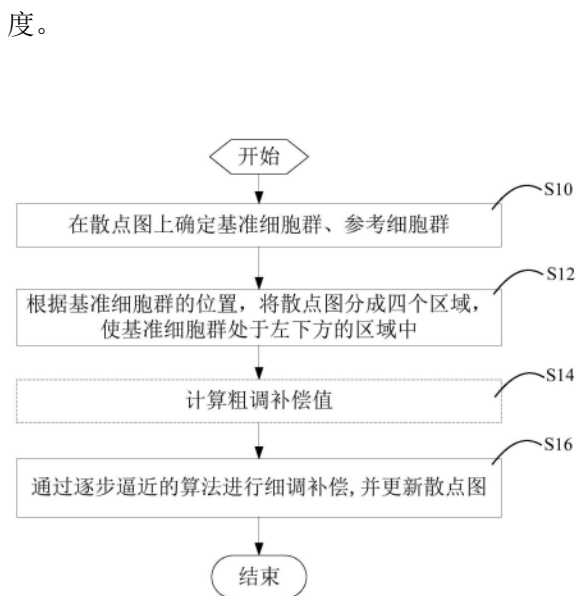 度。
开始
S10
在散点图上确定基准细胞群、参考细胞群
S12
根据基准细胞群的位置，将散点图分成四个区域，
使基准细胞群处于左下方的区域中
S14
计算粗调补偿值
S16
通过逐步逼近的算法进行细调补偿,并更新散点图
结束